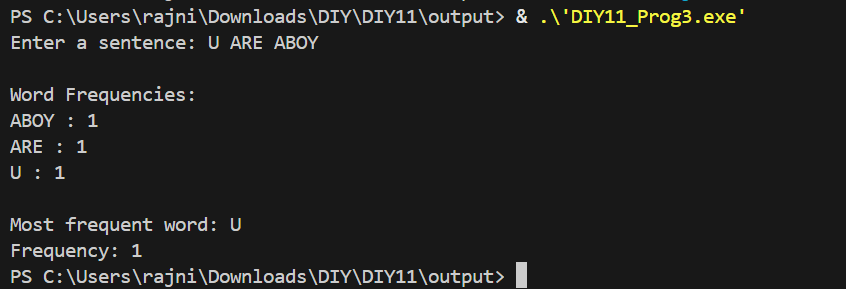 PS C:\Users\rajni\Downloads\DIY\DIY11\output> & .\'DIY11_Prog3.exe'
Enter a sentence: U ARE ABOY
Word Frequencies:
ABOY : 1
ARE : 1
U : 1
Most frequent word: U
Frequency: 1
PS C:\Users\rajni\Downloads\DIY\DIY11\output>